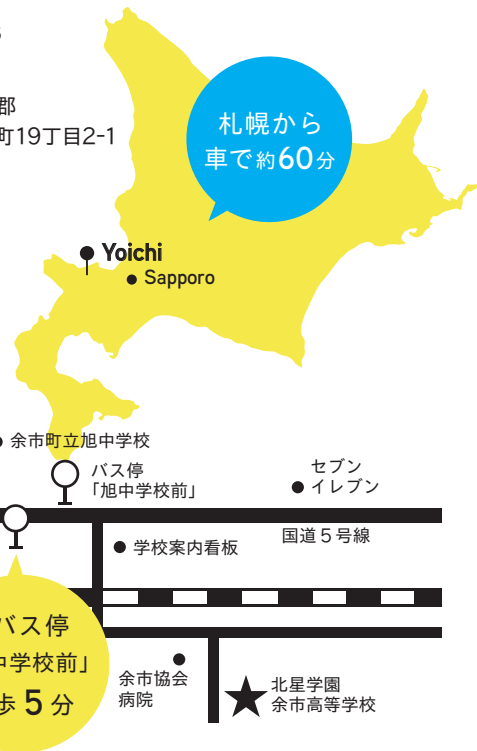 郡
町19丁目2-1
札幌から
車で約60分
Yoichi
Sapporo
余市町立旭中学校
バス停
「旭中学校前」
セブン
イレブン
国道5号線
学校案内看板
バス停
中学校前」
歩 5 分
余市協会
病院
北星学園
余市高等学校